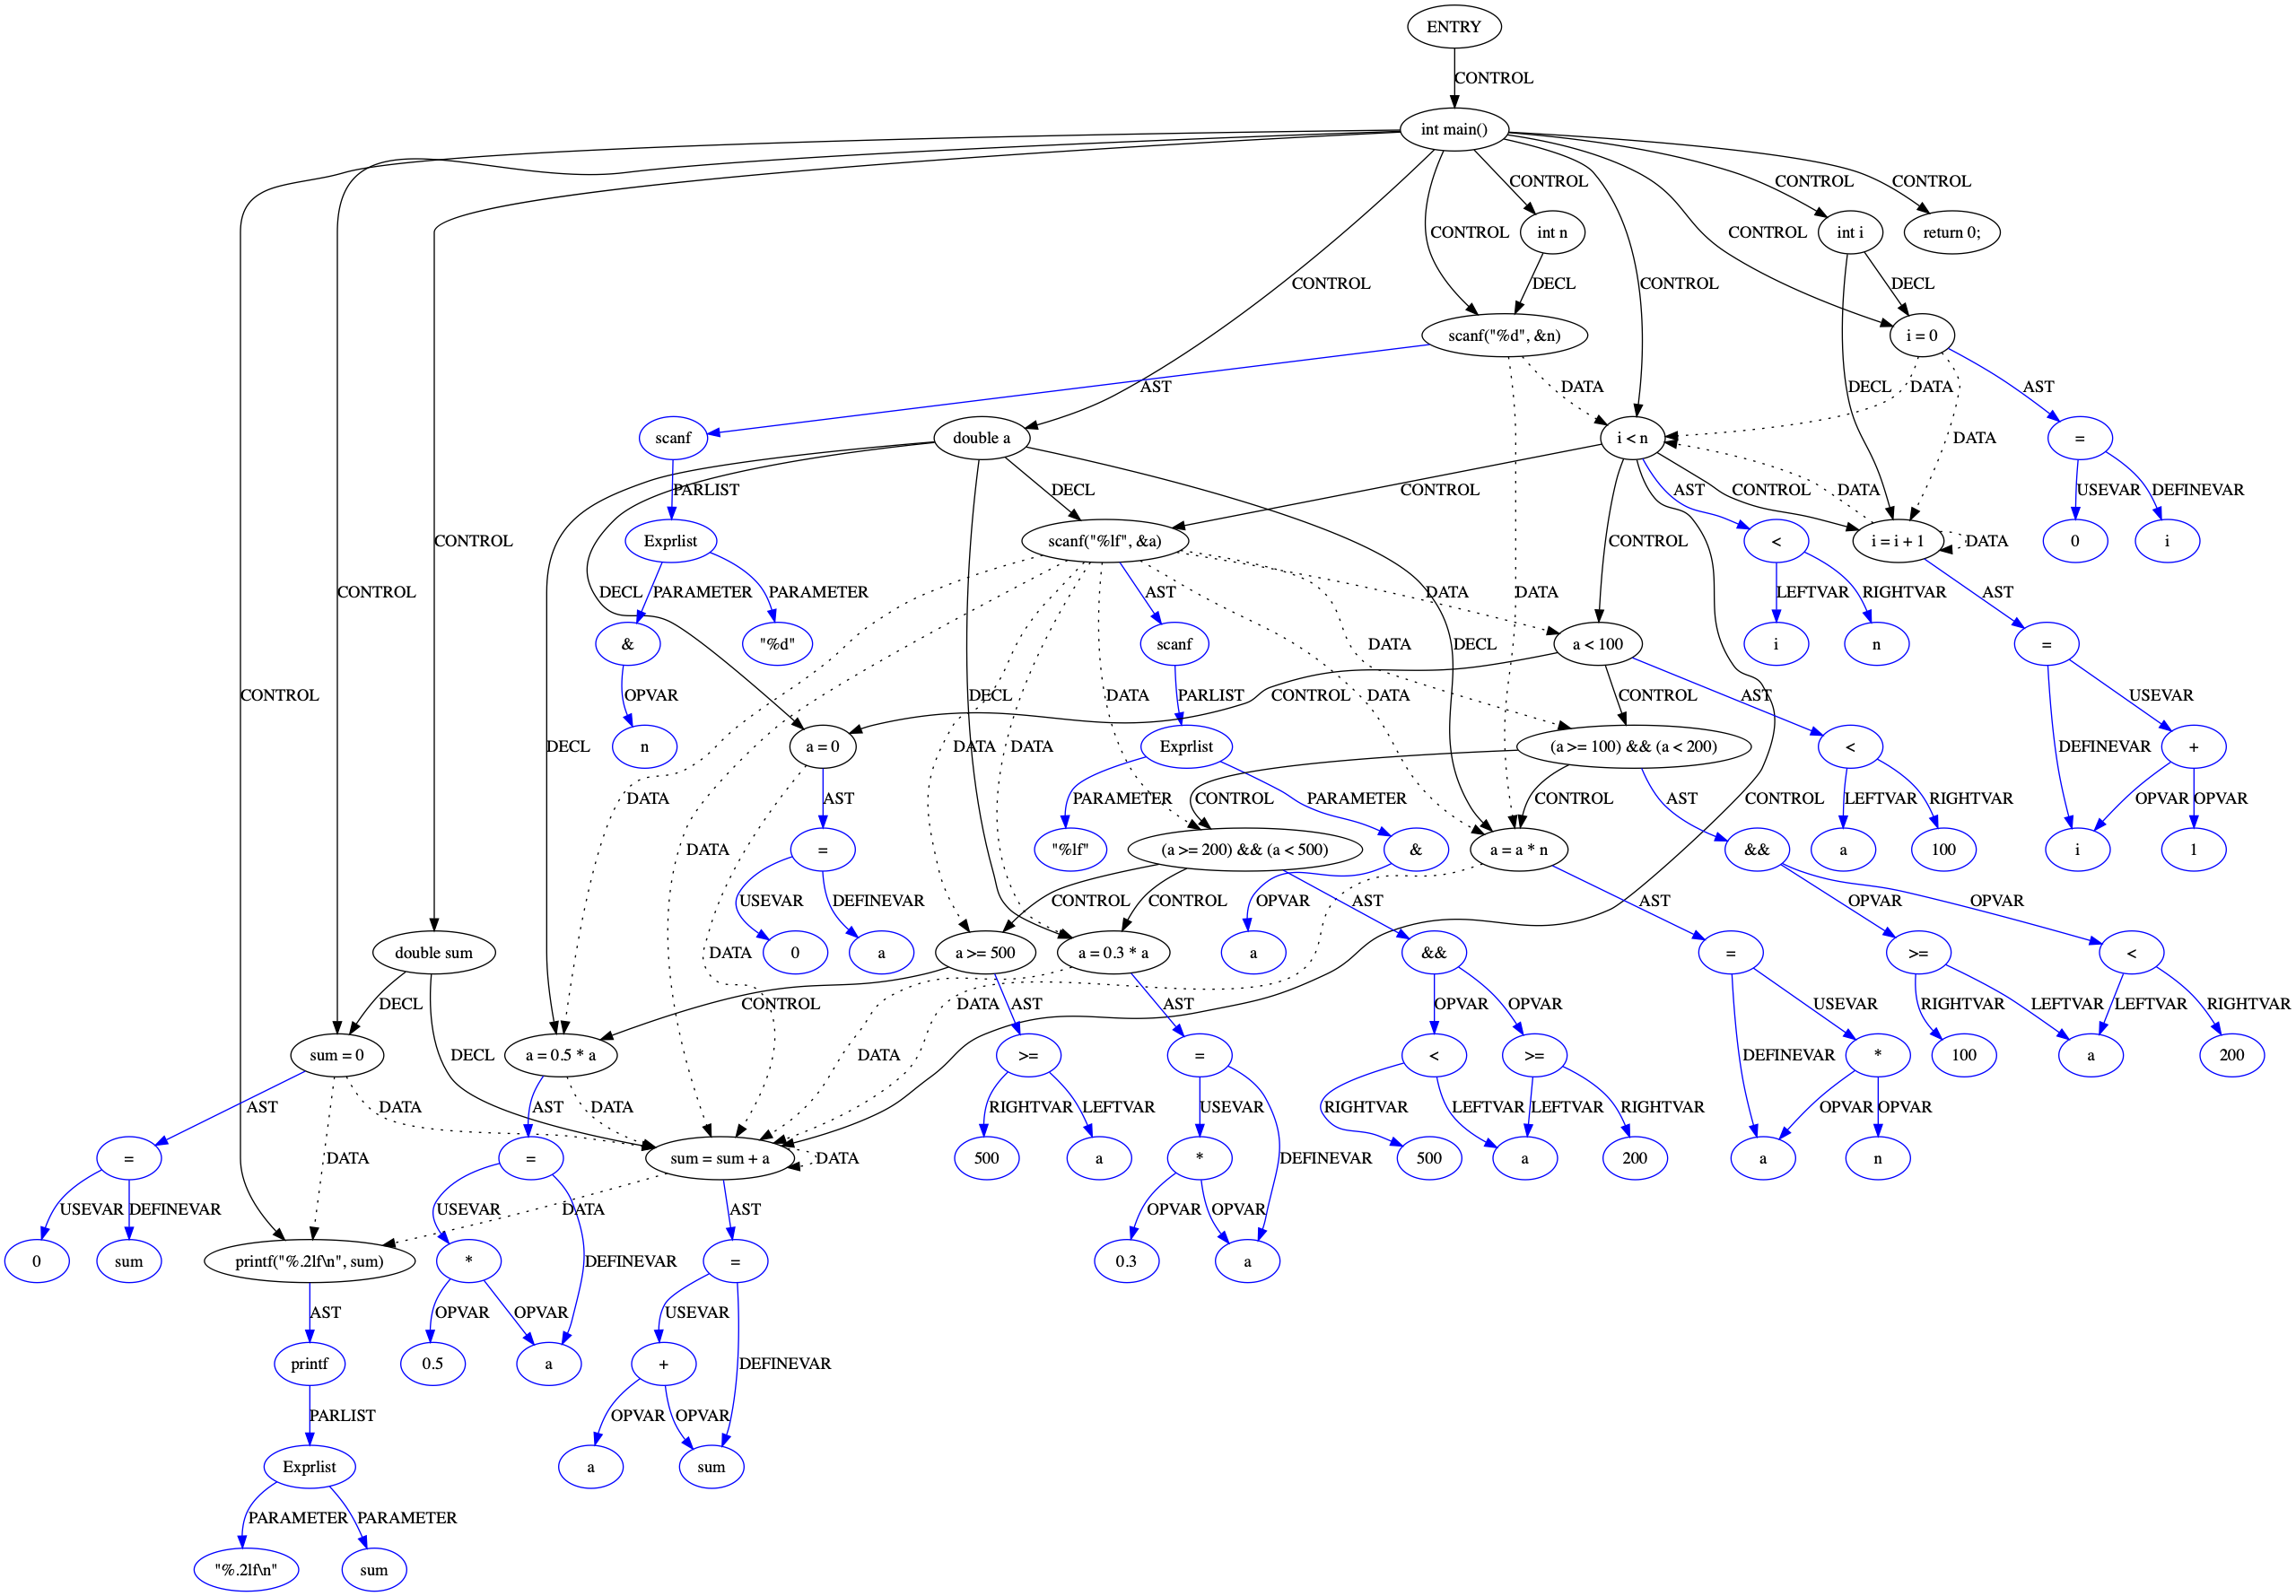 ENTRY
CONTROL
int main()
CONTROL CONTROL CONTROL
int n int i return 0;
CONTROL CONTROL
CONTROL CONTROL DECL DECL
scanf("%d", &n) i = 0
AST DATA DECL DATA AST
scanf double a i < n DATA =
PARLIST DECL CONTROL AST CONTROL DATA USEVAR DEFINEVAR
CONTROL CONTROL Exprlist scanf("%lf", &a) CONTROL < i = i + 1 DATA 0 i
CONTROL DECL PARAMETER PARAMETER AST DATA DATA LEFTVAR RIGHTVAR AST
& "%d" scanf DATA DECL a < 100 i n =
CONTROL OPVAR DECL PARLIST DATA DATA CONTROL CONTROL AST USEVAR
DECL n a = 0 DATA DATA Exprlist (a >= 100) && (a < 200) < DEFINEVAR +
DATA AST PARAMETER CONTROL PARAMETER CONTROL AST CONTROL LEFTVAR RIGHTVAR OPVAR OPVAR
DATA = "%lf" (a >= 200) && (a < 500) & a = a * n && a 100 i 1
USEVAR DEFINEVAR CONTROL CONTROL OPVAR AST AST OPVAR OPVAR
double sum DATA 0 a a >= 500 a = 0.3 * a a && = >= <
DECL CONTROL DATA AST AST OPVAR OPVAR USEVAR RIGHTVAR LEFTVAR LEFTVAR RIGHTVAR
sum = 0 DECL a = 0.5 * a DATA >= = < >= DEFINEVAR * 100 a 200
AST DATA AST DATA RIGHTVAR LEFTVAR USEVAR RIGHTVAR LEFTVAR LEFTVAR RIGHTVAR OPVAR OPVAR
= DATA = sum = sum + a DATA 500 a * DEFINEVAR 500 a 200 a n
USEVAR DEFINEVAR USEVAR DATA AST OPVAR OPVAR
0 sum printf("%.2lf\n", sum) * DEFINEVAR = 0.3 a
AST OPVAR OPVAR USEVAR
printf 0.5 a + DEFINEVAR
PARLIST OPVAR OPVAR
Exprlist a sum
PARAMETER PARAMETER
"%.2lf\n" sum